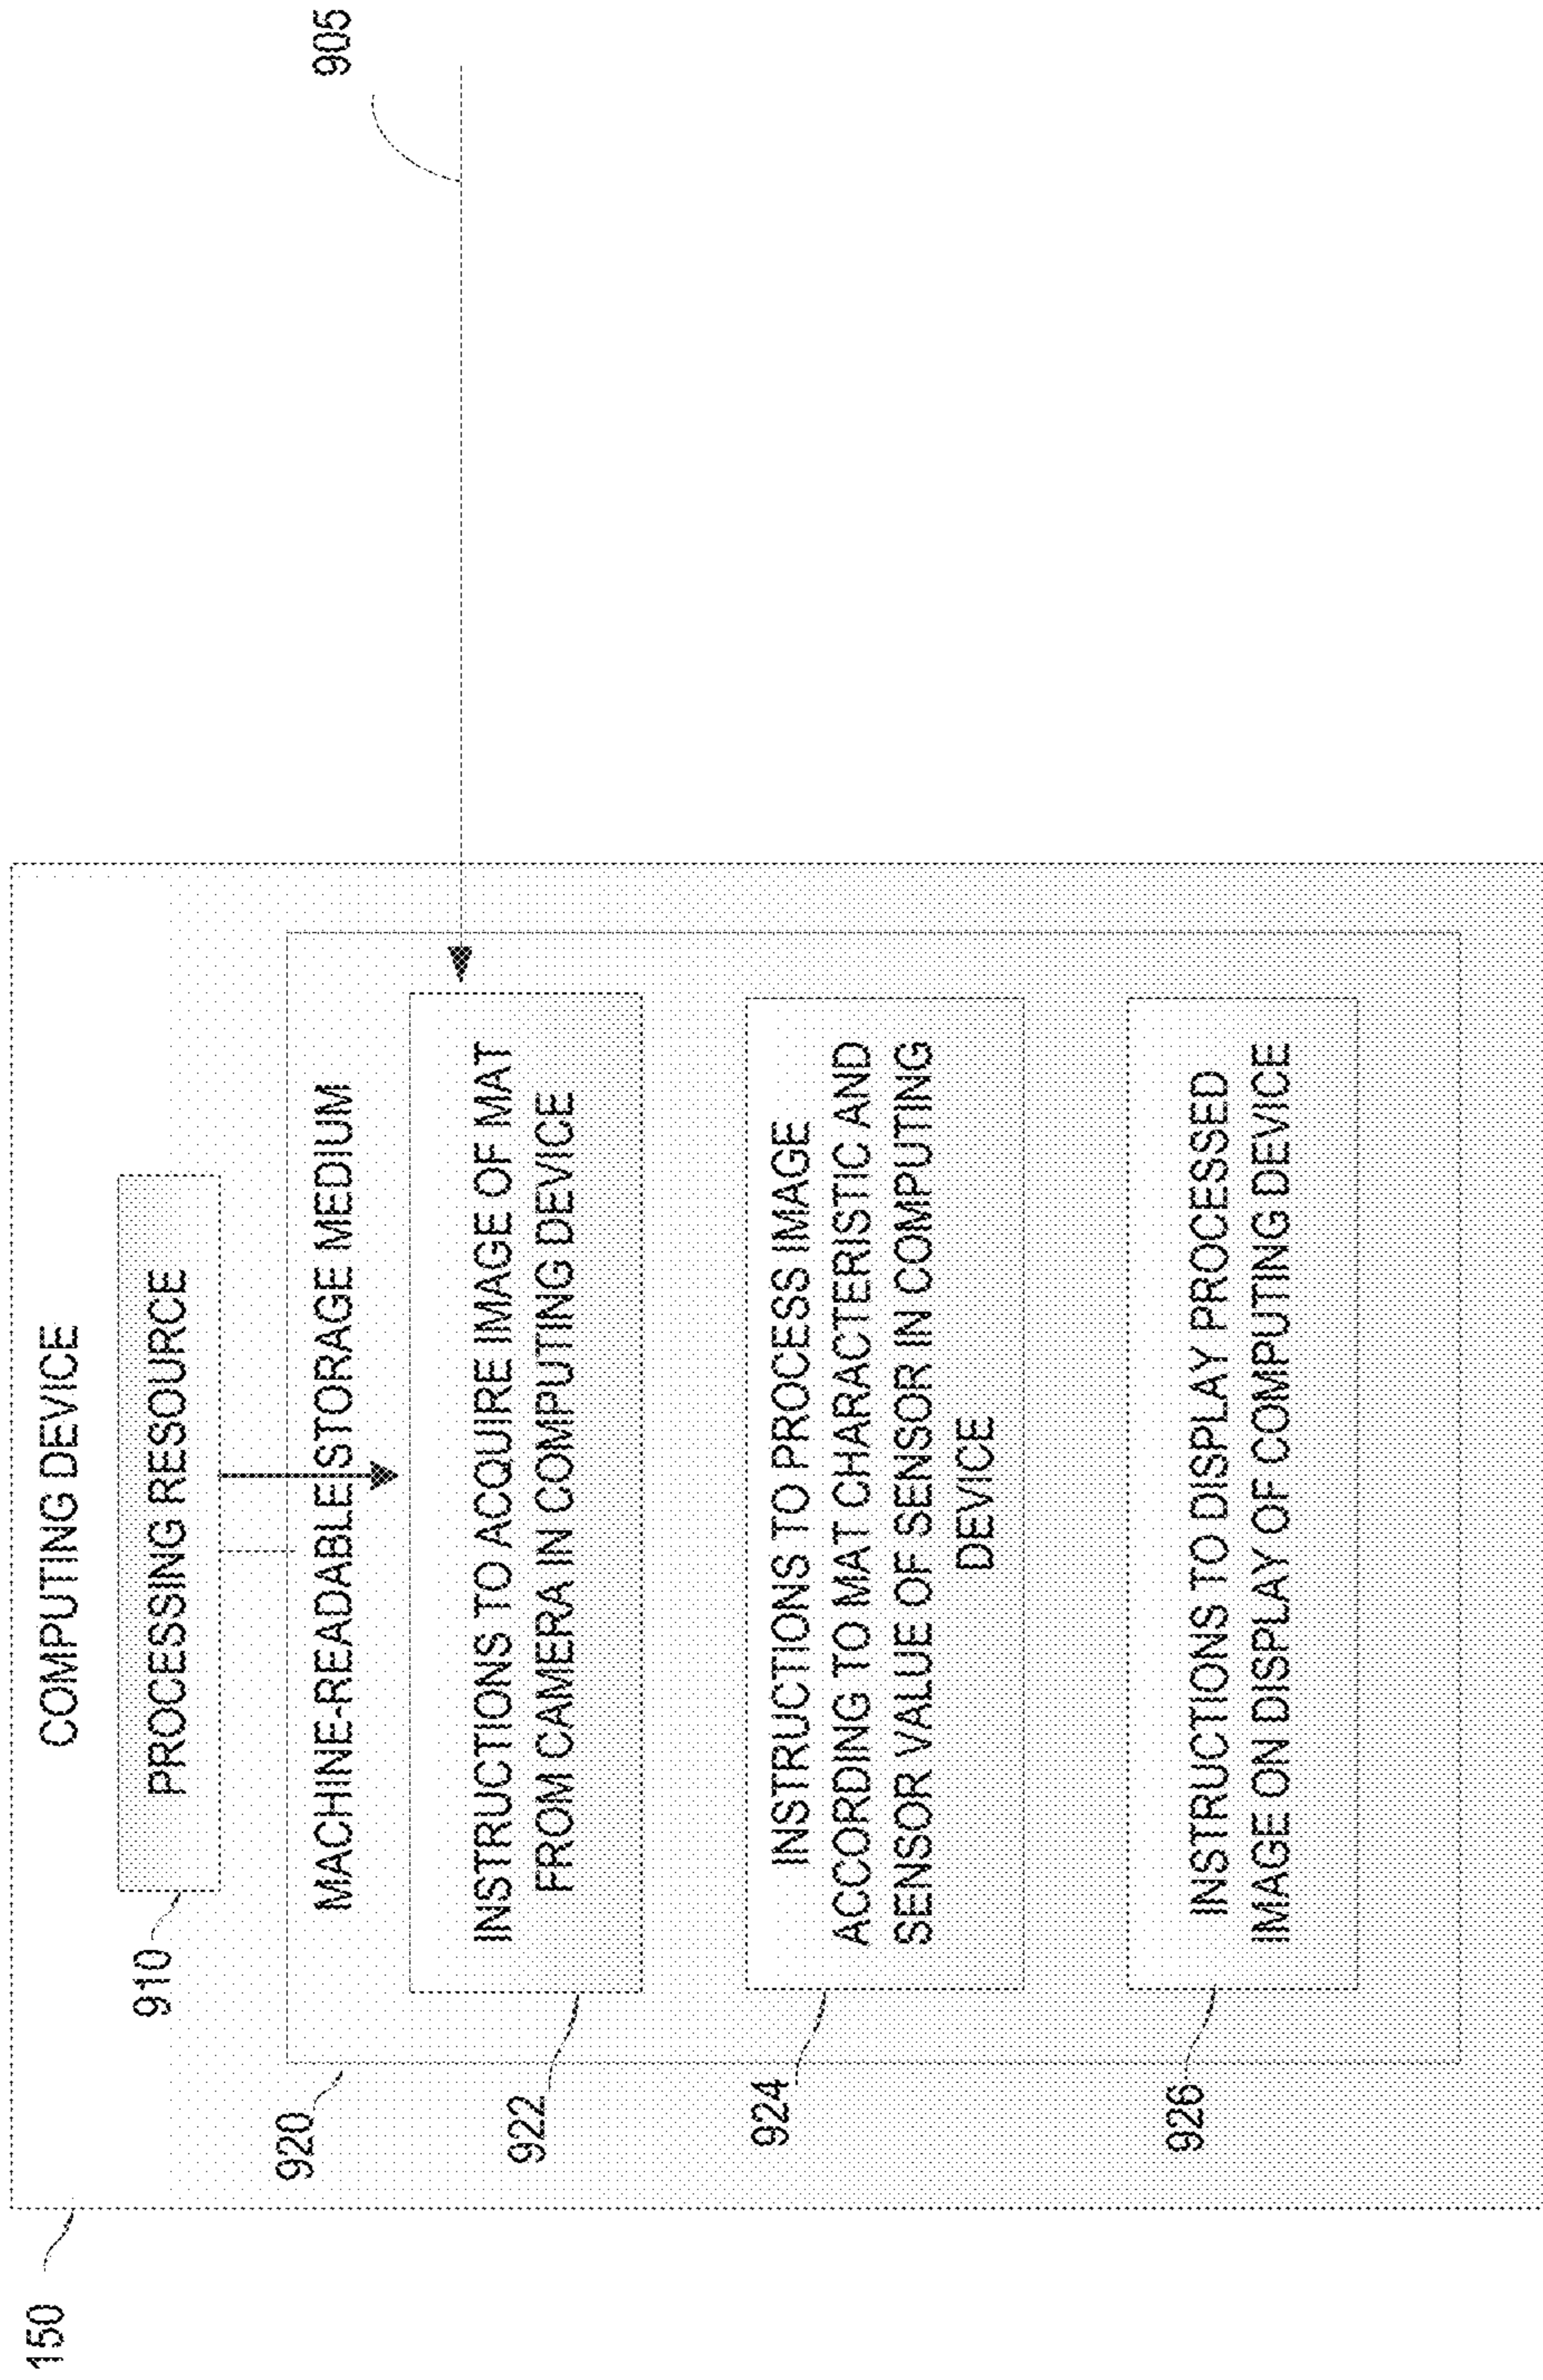 150
COMPUTING DEVICE
910
PROCESSING RESOURCE
920
MACHINE-READABLE STORAGE MEDIUM
905
922
INSTRUCTIONS TO ACQUIRE IMAGE OF MAT
FROM CAMERA IN COMPUTING DEVICE
924
INSTRUCTIONS TO PROCESS IMAGE
ACCORDING TO MAT CHARACTERISTIC AND
SENSOR VALUE OF SENSOR IN COMPUTING
DEVICE
926
INSTRUCTIONS TO DISPLAY PROCESSED
IMAGE ON DISPLAY OF COMPUTING DEVICE